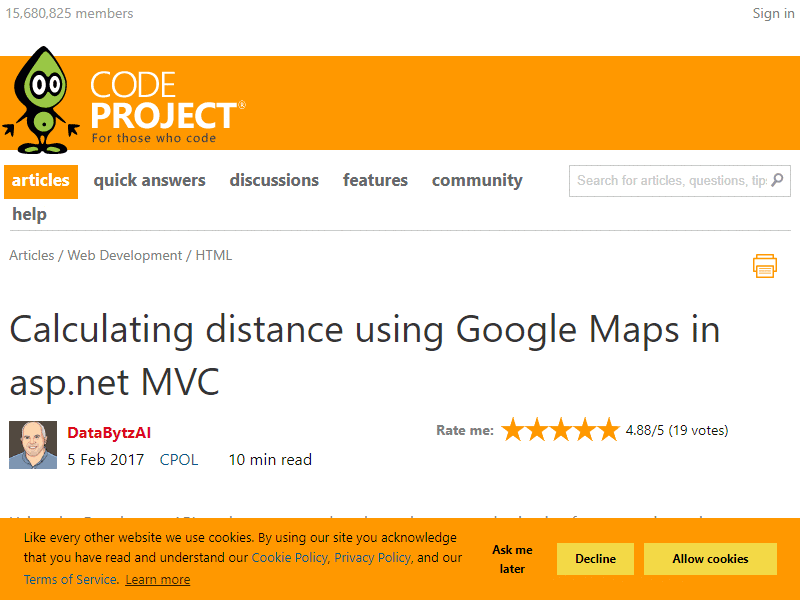 15,680,825 members
Sign in
CODE
PROJECT®
For those who code
articles quick answers discussions features community
Search for articles, questions, tips
help
Articles / Web Development / HTML
Calculating distance using Google Maps in
asp.net MVC
DataBytzAI
Rate me: 4.88/5 (19 votes)
5 Feb 2017 CPOL 10 min read
Like every other website we use cookies. By using our site you acknowledge
that you have read and understand our Cookie Policy, Privacy Policy, and our
Terms of Service. Learn more
Ask me
later
Decline
Allow cookies